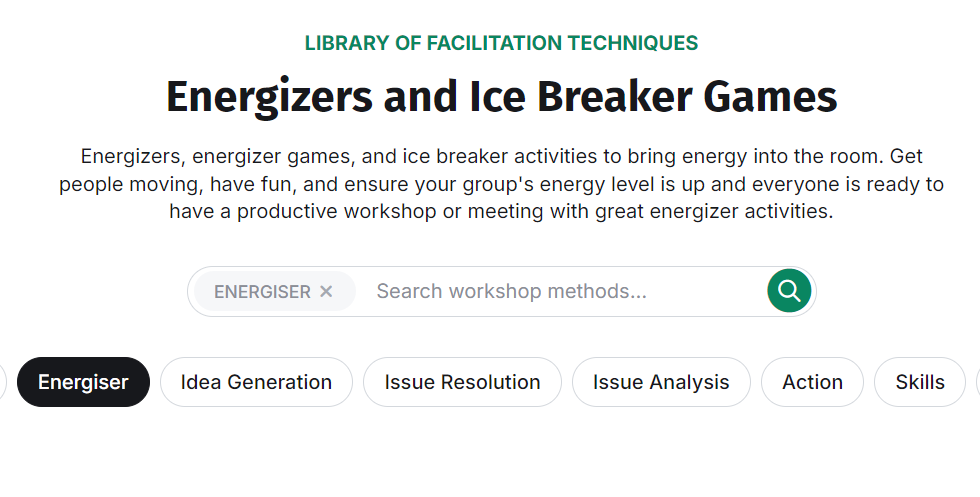 LIBRARY OF FACILITATION TECHNIQUES
Energizers and Ice Breaker Games
Energizers, energizer games, and ice breaker activities to bring energy into the room. Get
people moving, have fun, and ensure your group's energy level is up and everyone is ready to
have a productive workshop or meeting with great energizer activities.
ENERGISER ✕ Search workshop methods...
Energiser Idea Generation Issue Resolution Issue Analysis Action Skills